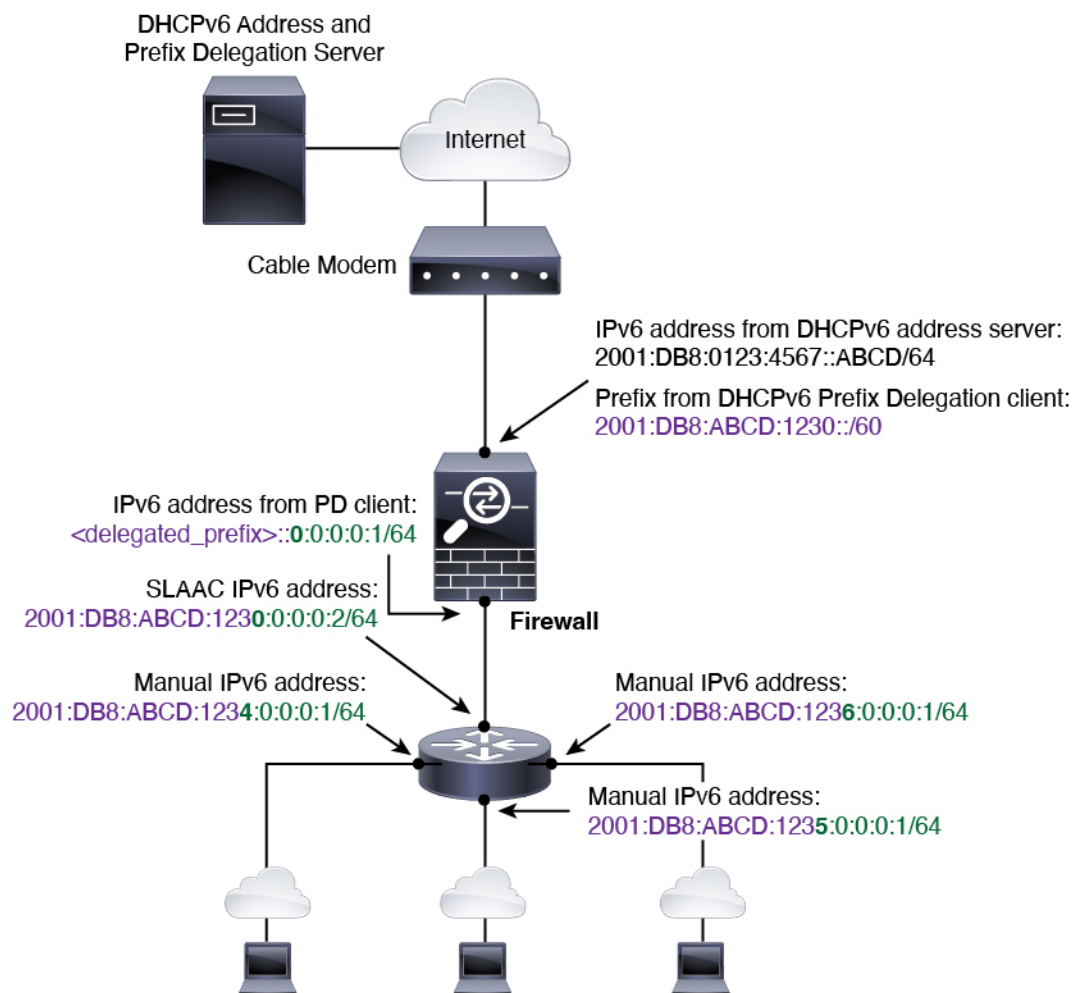 DHCPv6 Address and
Prefix Delegation Server
Internet
Cable Modem
IPv6 address from DHCPv6 address server:
2001:DB8:0123:4567::ABCD/64
Prefix from DHCPv6 Prefix Delegation client:
2001:DB8:ABCD:1230::/60
IPv6 address from PD client:
<delegated_prefix>::0:0:0:0:1/64
SLAAC IPv6 address:
2001:DB8:ABCD:1230:0:0:0:2/64
Firewall
Manual IPv6 address:
2001:DB8:ABCD:1234:0:0:0:1/64
Manual IPv6 address:
2001:DB8:ABCD:1236:0:0:0:1/64
Manual IPv6 address:
2001:DB8:ABCD:1235:0:0:0:1/64